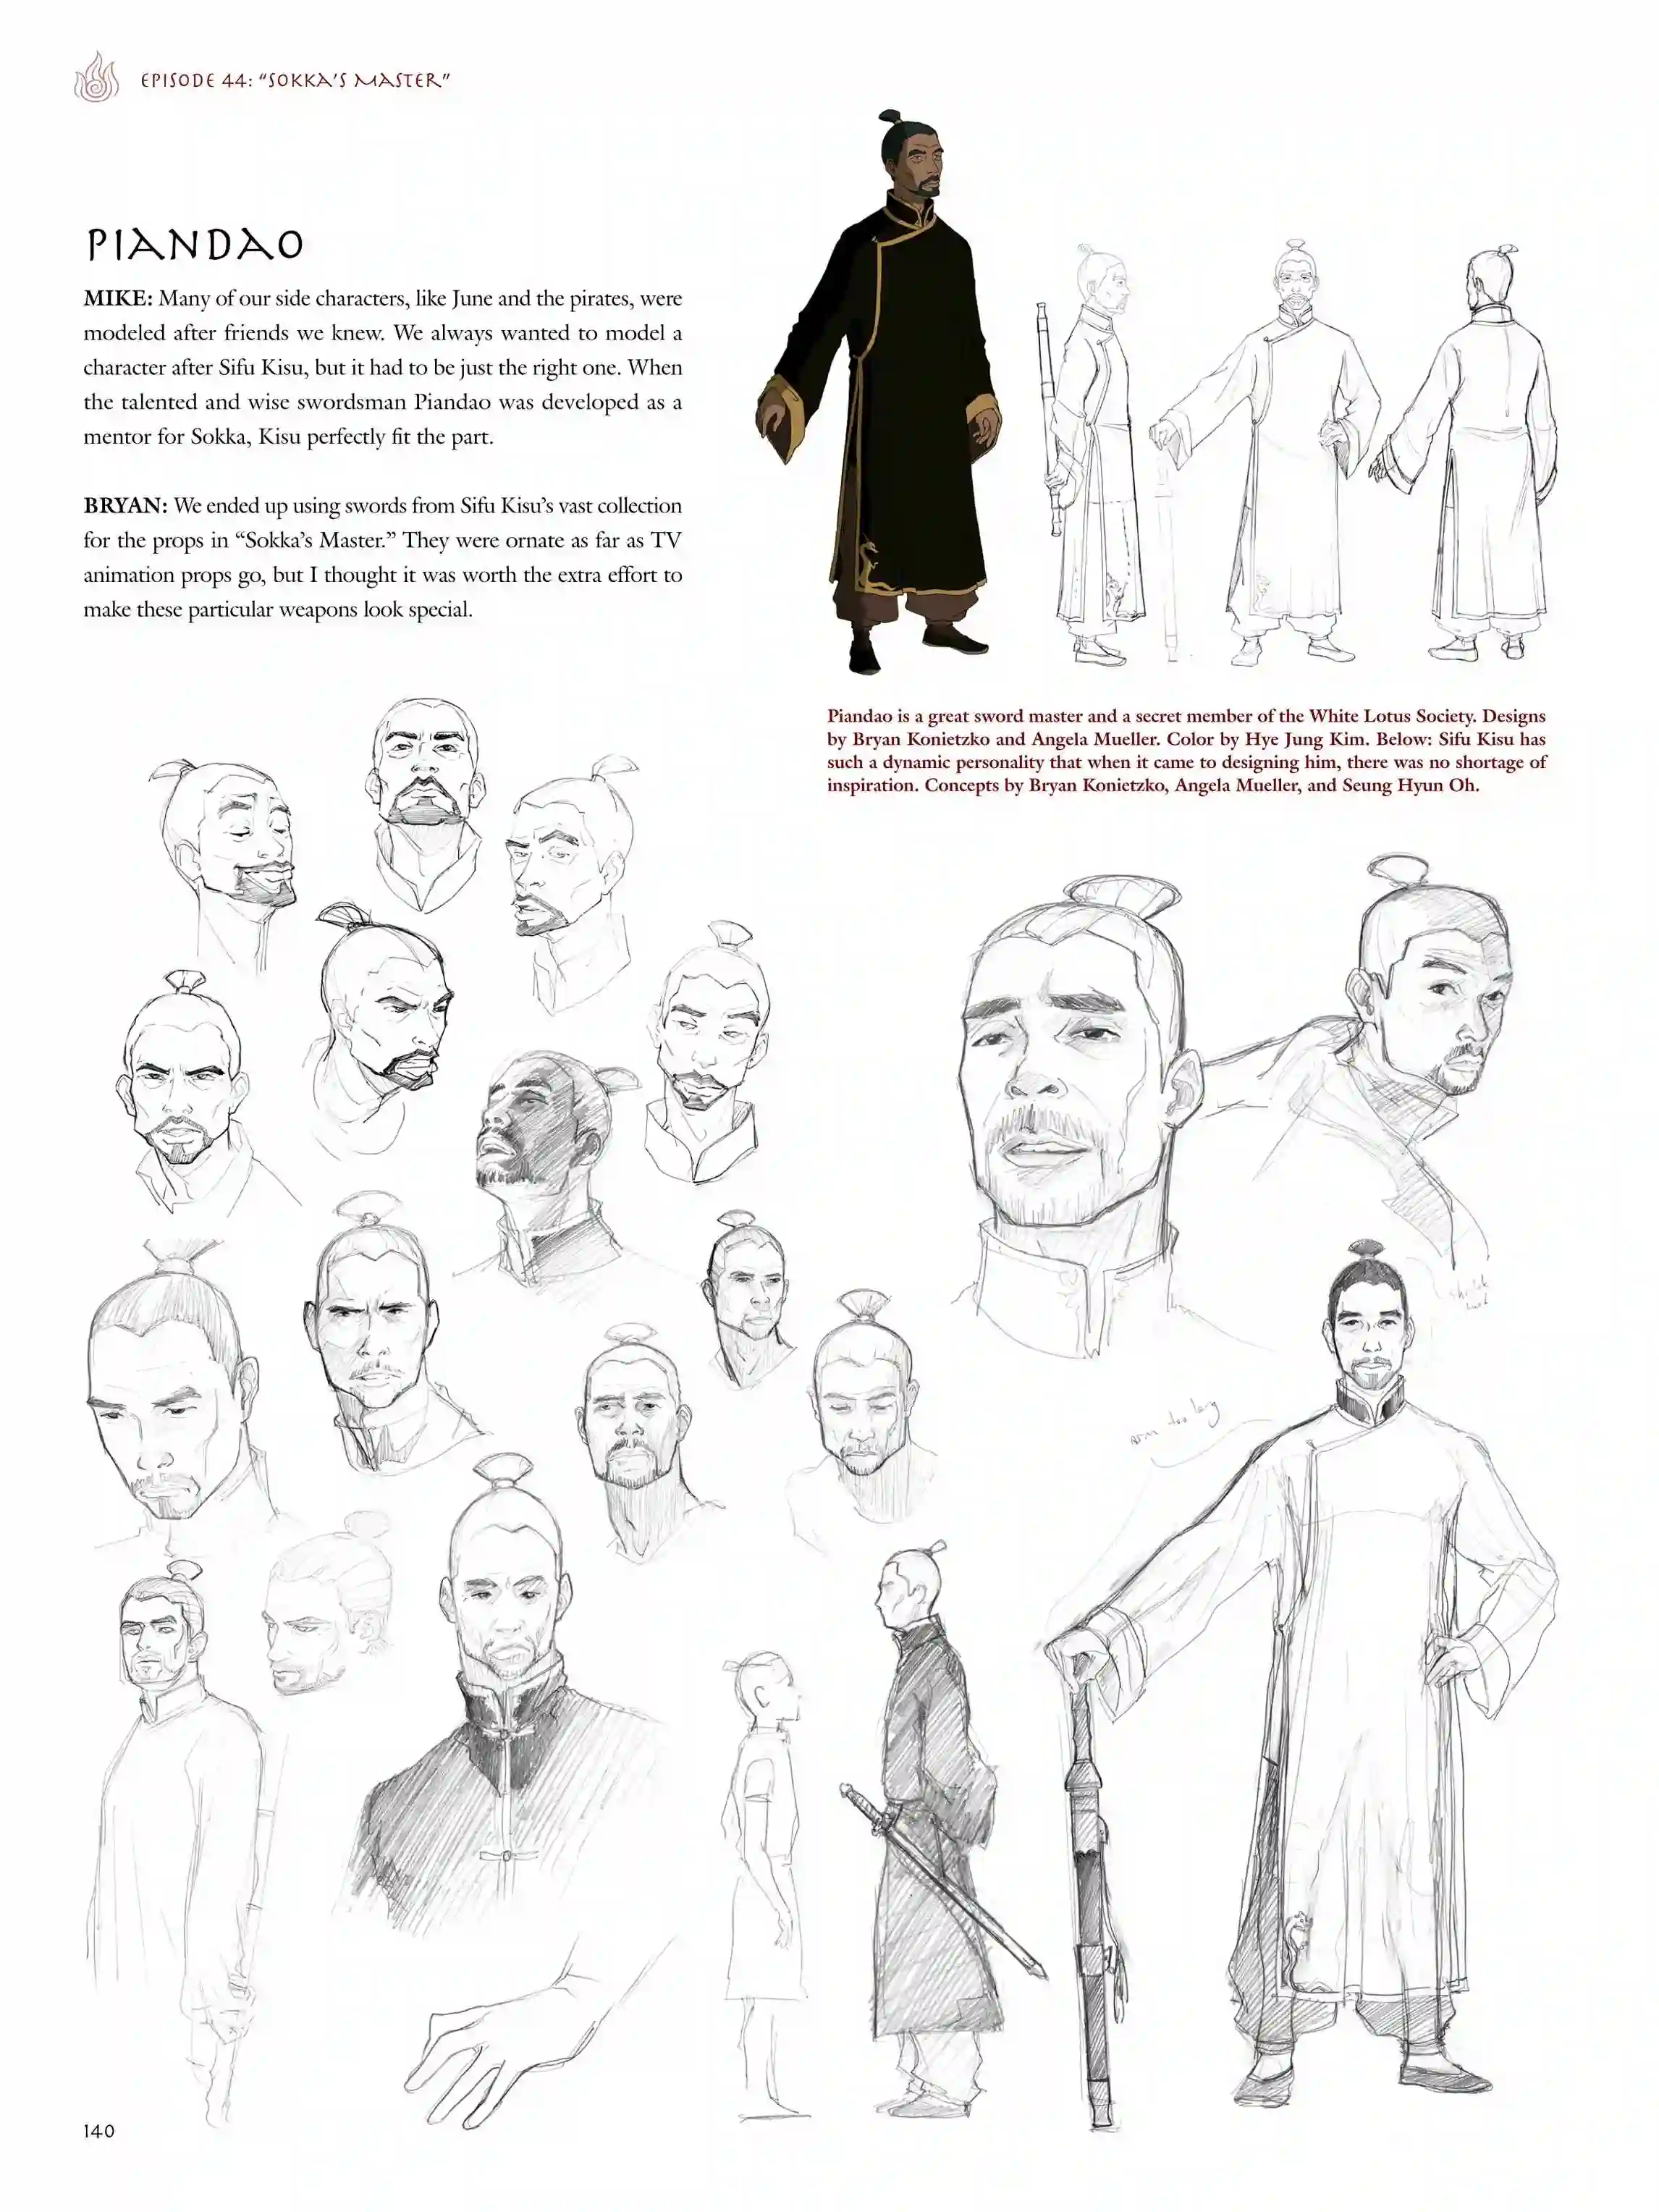 EPISODE 44: “SOKKA’S MASTER”
PIANDAO
MIKE: Many of our side characters, like June and the pirates, were
modeled after friends we knew. We always wanted to model a
character after Sifu Kisu, but it had to be just the right one. When
the talented and wise swordsman Piandao was developed as a
mentor for Sokka, Kisu perfectly fit the part.
BRYAN: We ended up using swords from Sifu Kisu’s vast collection
for the props in “Sokka’s Master.” They were ornate as far as TV
animation props go, but I thought it was worth the extra effort to
make these particular weapons look special.
Piandao is a great sword master and a secret member of the White Lotus Society. Designs
by Bryan Konietzko and Angela Mueller. Color by Hye Jung Kim. Below: Sifu Kisu has
such a dynamic personality that when it came to designing him, there was no shortage of
inspiration. Concepts by Bryan Konietzko, Angela Mueller, and Seung Hyun Oh.
arm too long
140